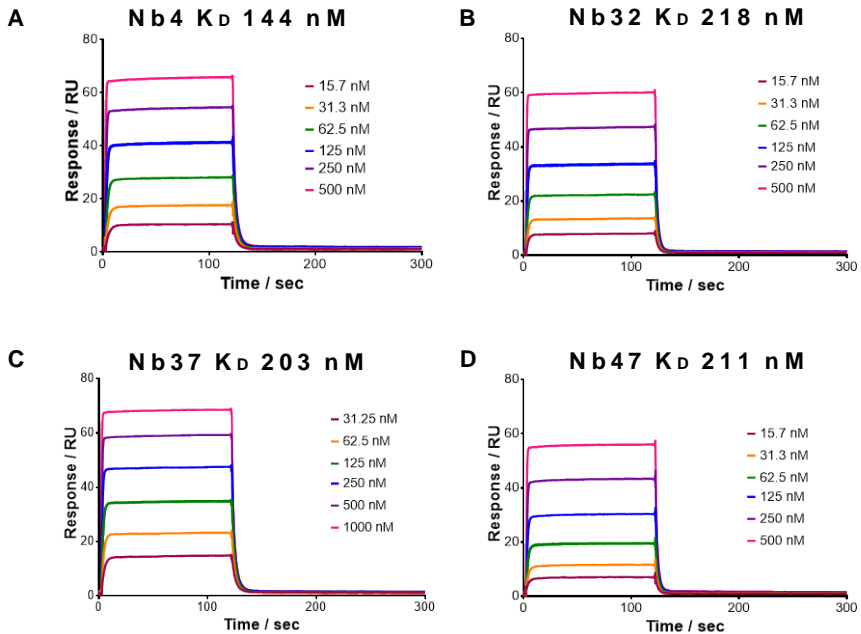 A
Nb4 KD 144 nM
80
60
40
20
0
0
100
200
300
Response / RU
Time / sec
15.7 nM
31.3 nM
62.5 nM
125 nM
250 nM
500 nM
B
Nb32 KD 218 nM
80
60
40
20
0
0
100
200
300
Response / RU
Time / sec
15.7 nM
31.3 nM
62.5 nM
125 nM
250 nM
500 nM
C
Nb37 KD 203 nM
80
60
40
20
0
0
100
200
300
Response / RU
Time / sec
31.25 nM
62.5 nM
125 nM
250 nM
500 nM
1000 nM
D
Nb47 KD 211 nM
80
60
40
20
0
0
100
200
300
Response / RU
Time / sec
15.7 nM
31.3 nM
62.5 nM
125 nM
250 nM
500 nM